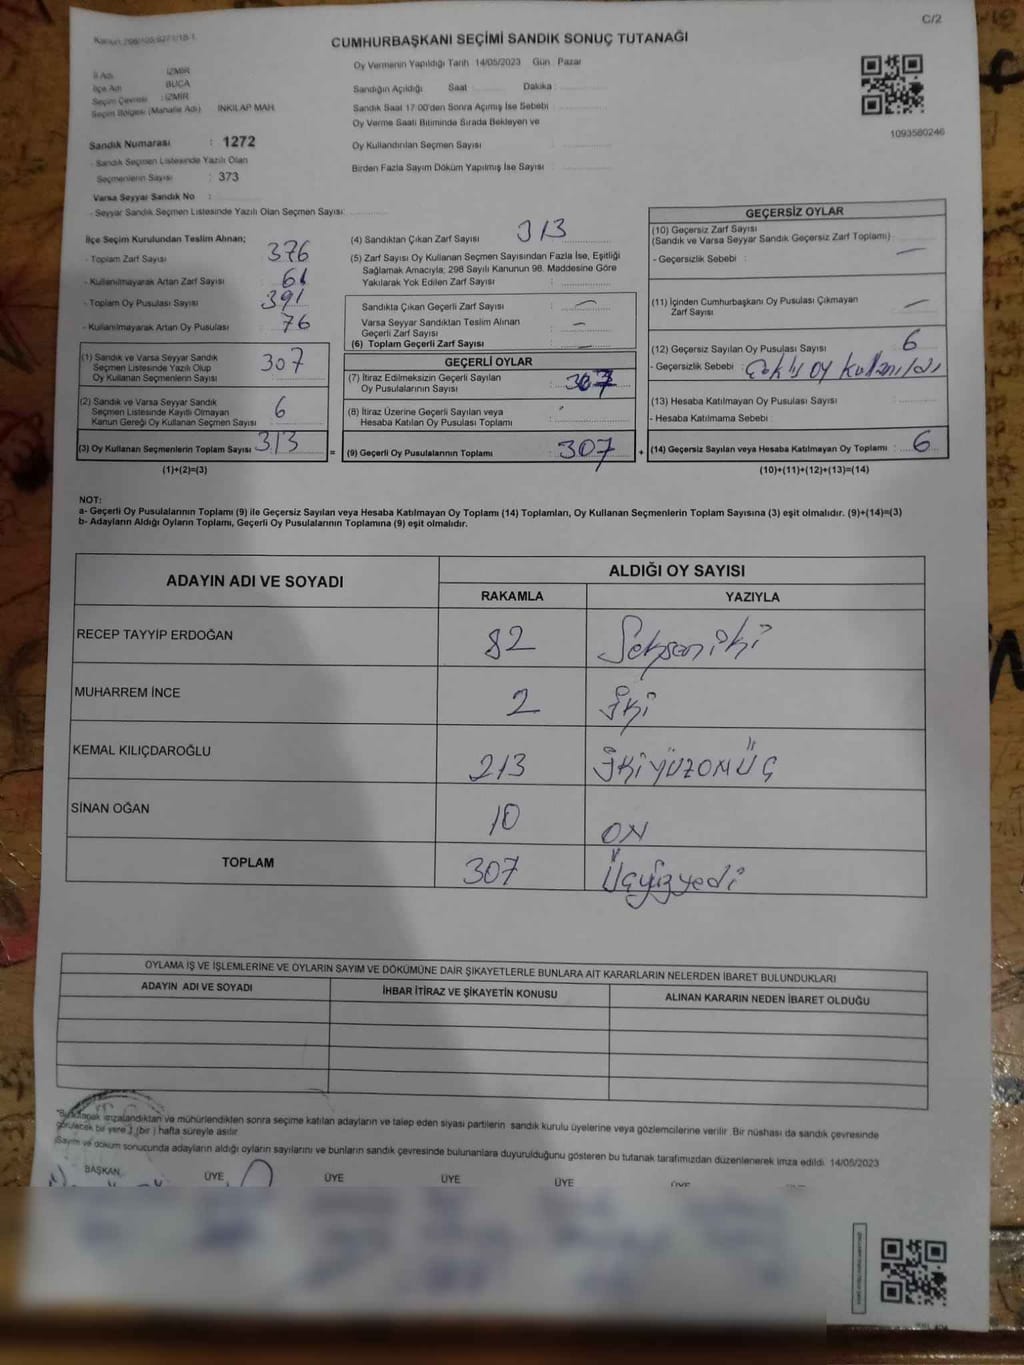 C/2
Kanun 298/105/6271/18-1
CUMHURBAŞKANI SEÇİMİ SANDIK SONUÇ TUTANAĞI
İl Adı : İZMİR
İlçe Adı : BUCA
Seçim Çevresi : İZMİR
Seçim Bölgesi (Mahalle Adı) : İNKILAP MAH.
Sandık Numarası : 1272
- Sandık Seçmen Listesinde Yazılı Olan
Seçmenlerin Sayısı : 373
Varsa Seyyar Sandık No :
- Seyyar Sandık Seçmen Listesinde Yazılı Olan Seçmen Sayısı:
Oy Vermenin Yapıldığı Tarih 14/05/2023 Gün : Pazar
Sandığın Açıldığı Saat Dakika :
Sandık Saat 17:00'den Sonra Açmış İse Sebebi :
Oy Verme Saati Bitiminde Sırada Bekleyen ve
Oy Kullandırılan Seçmen Sayısı :
Birden Fazla Sayım Döküm Yapılmış İse Sayısı :
1093580246
İlçe Seçim Kurulundan Teslim Alınan;
- Toplam Zarf Sayısı : 376
- Kullanılmayarak Artan Zarf Sayısı : 61
- Toplam Oy Pusulası Sayısı : 391
- Kullanılmayarak Artan Oy Pusulası : 76
(1) Sandık ve Varsa Seyyar Sandık
Seçmen Listesinde Yazılı Olup
Oy Kullanan Seçmenlerin Sayısı : 307
(2) Sandık ve Varsa Seyyar Sandık
Seçmen Listesinde Kayıtlı Olmayan
Kanun Gereği Oy Kullanan Seçmen Sayısı : 6
(3) Oy Kullanan Seçmenlerin Toplam Sayısı : 313
(1)+(2)=(3)
(4) Sandıktan Çıkan Zarf Sayısı : 313
(5) Zarf Sayısı Oy Kullanan Seçmen Sayısından Fazla İse, Eşitliği
Sağlamak Amacıyla; 298 Sayılı Kanunun 98. Maddesine Göre
Yakılarak Yok Edilen Zarf Sayısı :
Sandıkta Çıkan Geçerli Zarf Sayısı : —
Varsa Seyyar Sandıktan Teslim Alınan
Geçerli Zarf Sayısı : —
(6) Toplam Geçerli Zarf Sayısı : —
GEÇERLİ OYLAR
(7) İtiraz Edilmeksizin Geçerli Sayılan
Oy Pusulalarının Sayısı : 307
(8) İtiraz Üzerine Geçerli Sayılan veya
Hesaba Katılan Oy Pusulası Toplamı :
(9) Geçerli Oy Pusulalarının Toplamı : 307
=
+
GEÇERSİZ OYLAR
(10) Geçersiz Zarf Sayısı
(Sandık ve Varsa Seyyar Sandık Geçersiz Zarf Toplamı) : —
- Geçersizlik Sebebi :
(11) İçinden Cumhurbaşkanı Oy Pusulası Çıkmayan
Zarf Sayısı : —
(12) Geçersiz Sayılan Oy Pusulası Sayısı : 6
- Geçersizlik Sebebi : Çoklu oy kullanıldı
(13) Hesaba Katılmayan Oy Pusulası Sayısı :
- Hesaba Katılmama Sebebi :
(14) Geçersiz Sayılan veya Hesaba Katılmayan Oy Toplamı : 6
(10)+(11)+(12)+(13)=(14)
NOT:
a- Geçerli Oy Pusulalarının Toplamı (9) ile Geçersiz Sayılan veya Hesaba Katılmayan Oy Toplamı (14) Toplamları, Oy Kullanan Seçmenlerin Toplam Sayısına (3) eşit olmalıdır. (9)+(14)=(3)
b- Adayların Aldığı Oyların Toplamı, Geçerli Oy Pusulalarının Toplamına (9) eşit olmalıdır.
ADAYIN ADI VE SOYADI ALDIĞI OY SAYISI
RAKAMLA YAZIYLA
RECEP TAYYİP ERDOĞAN 82 Seksen iki
MUHARREM İNCE 2 İki
KEMAL KILIÇDAROĞLU 213 İKİYÜZONÜÇ
SİNAN OĞAN 10 ON
TOPLAM 307 Üçyüzyedi
OYLAMA İŞ VE İŞLEMLERİNE VE OYLARIN SAYIM VE DÖKÜMÜNE DAİR ŞİKAYETLERLE BUNLARA AİT KARARLARIN NELERDEN İBARET BULUNDUKLARI
ADAYIN ADI VE SOYADI İHBAR İTİRAZ VE ŞİKAYETİN KONUSU ALINAN KARARIN NEDEN İBARET OLDUĞU
*Bu tutanak imzalandıktan ve mühürlendikten sonra seçime katılan adayların ve talep eden siyasi partilerin sandık kurulu üyelerine veya gözlemcilerine verilir. Bir nüshası da sandık çevresinde
görülecek bir yere 1 (bir) hafta süreyle asılır.
Sayım ve döküm sonucunda adayların aldığı oyların sayılarını ve bunların sandık çevresinde bulunanlara duyurulduğunu gösteren bu tutanak tarafımızdan düzenlenerek imza edildi. 14/05/2023
BAŞKAN ÜYE ÜYE ÜYE ÜYE ÜYE